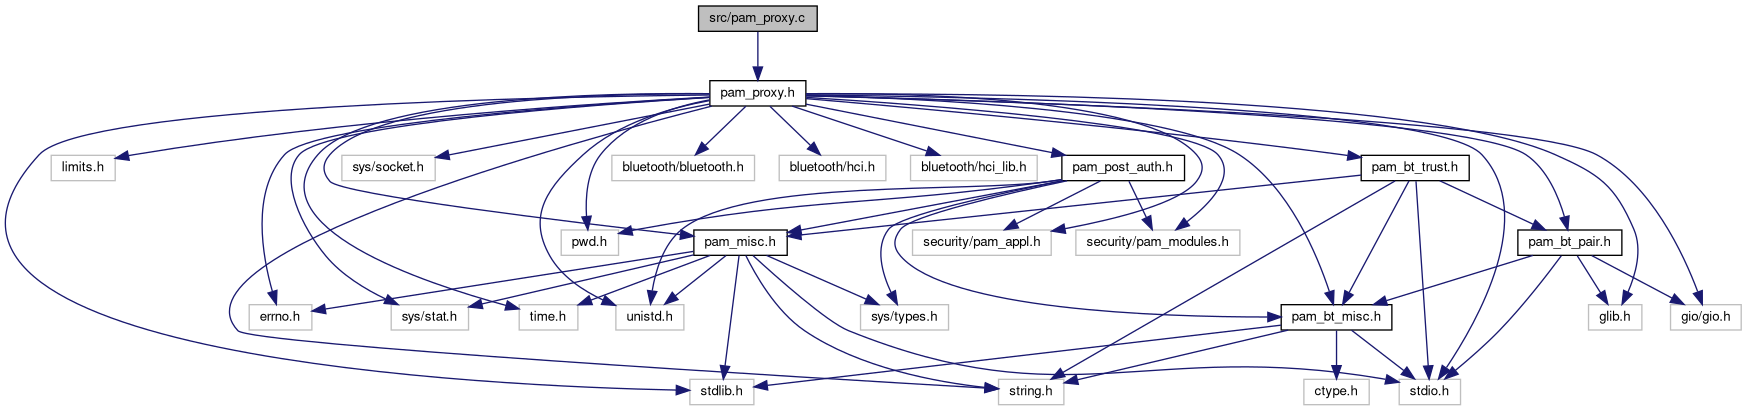 src/pam_proxy.c
pam_proxy.h
limits.h
sys/socket.h
bluetooth/bluetooth.h
bluetooth/hci.h
bluetooth/hci_lib.h
pam_post_auth.h
pam_bt_trust.h
pwd.h
pam_misc.h
security/pam_appl.h
security/pam_modules.h
pam_bt_pair.h
errno.h
sys/stat.h
time.h
unistd.h
sys/types.h
pam_bt_misc.h
glib.h
gio/gio.h
stdlib.h
string.h
ctype.h
stdio.h